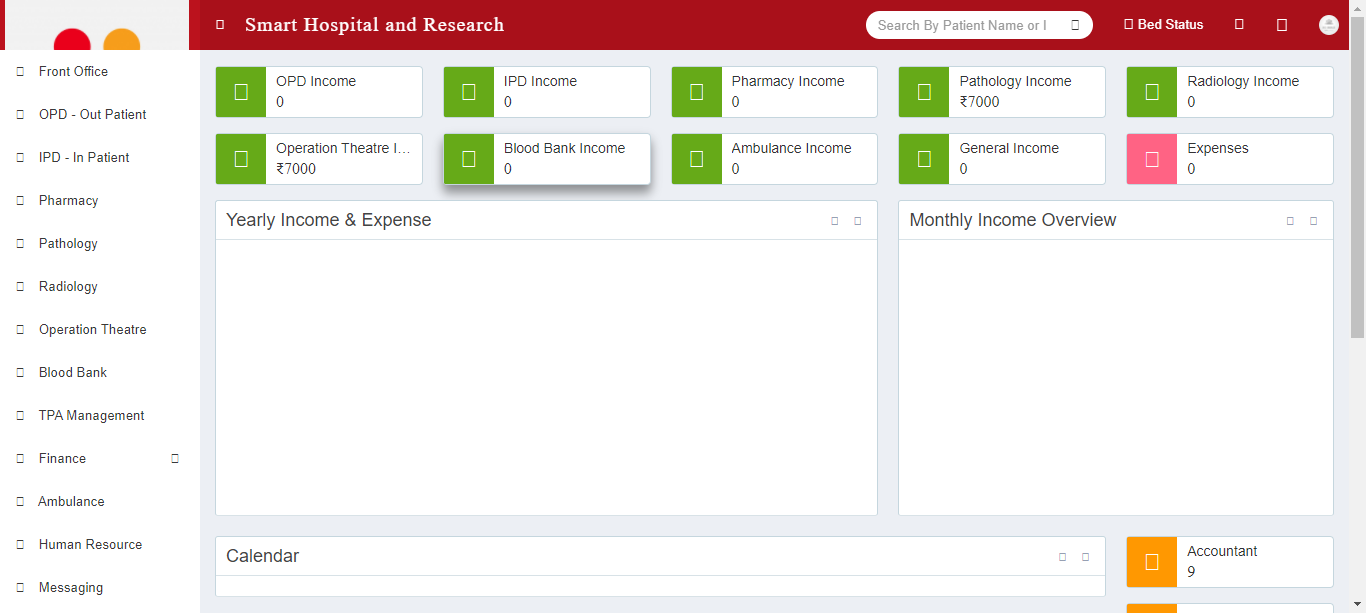 Smart Hospital and Research
Search By Patient Name or I
Bed Status
Front Office
OPD - Out Patient
IPD - In Patient
Pharmacy
Pathology
Radiology
Operation Theatre
Blood Bank
TPA Management
Finance
Ambulance
Human Resource
Messaging
OPD Income
0
IPD Income
0
Pharmacy Income
0
Pathology Income
₹7000
Radiology Income
0
Operation Theatre I...
₹7000
Blood Bank Income
0
Ambulance Income
0
General Income
0
Expenses
0
Yearly Income & Expense
Monthly Income Overview
Calendar
Accountant
9